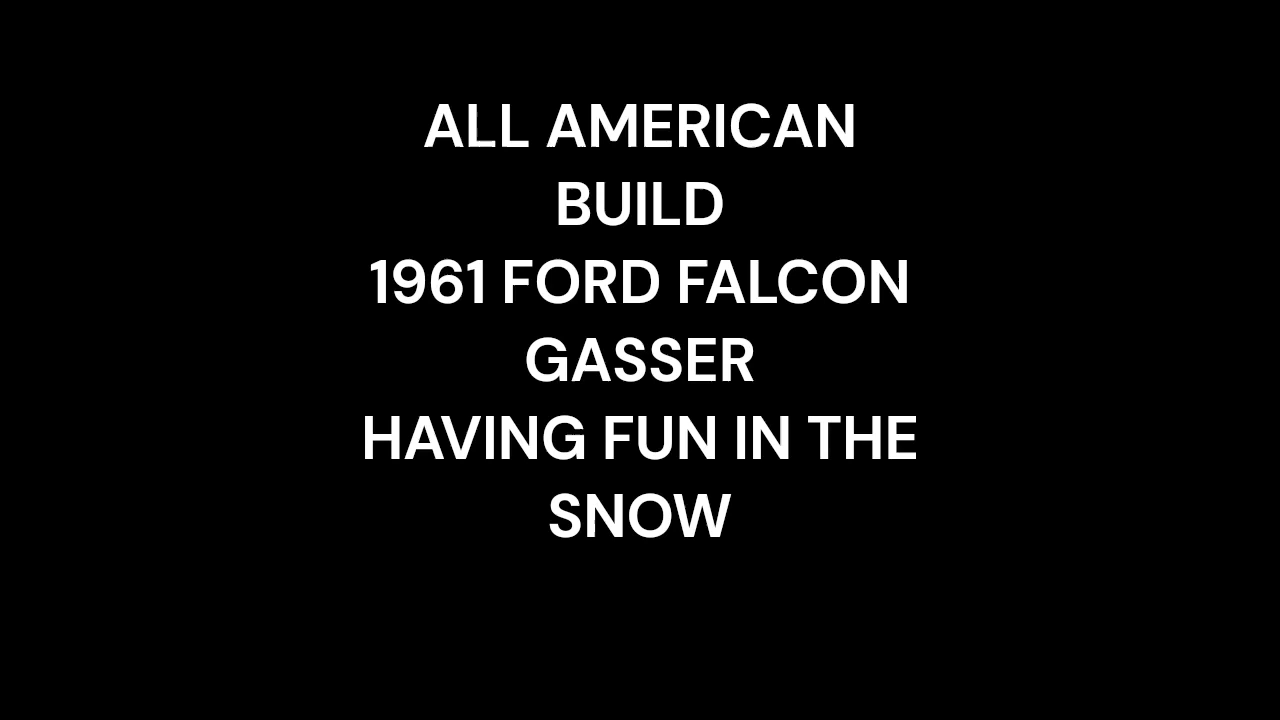 ALL AMERICAN
BUILD
1961 FORD FALCON
GASSER
HAVING FUN IN THE
SNOW